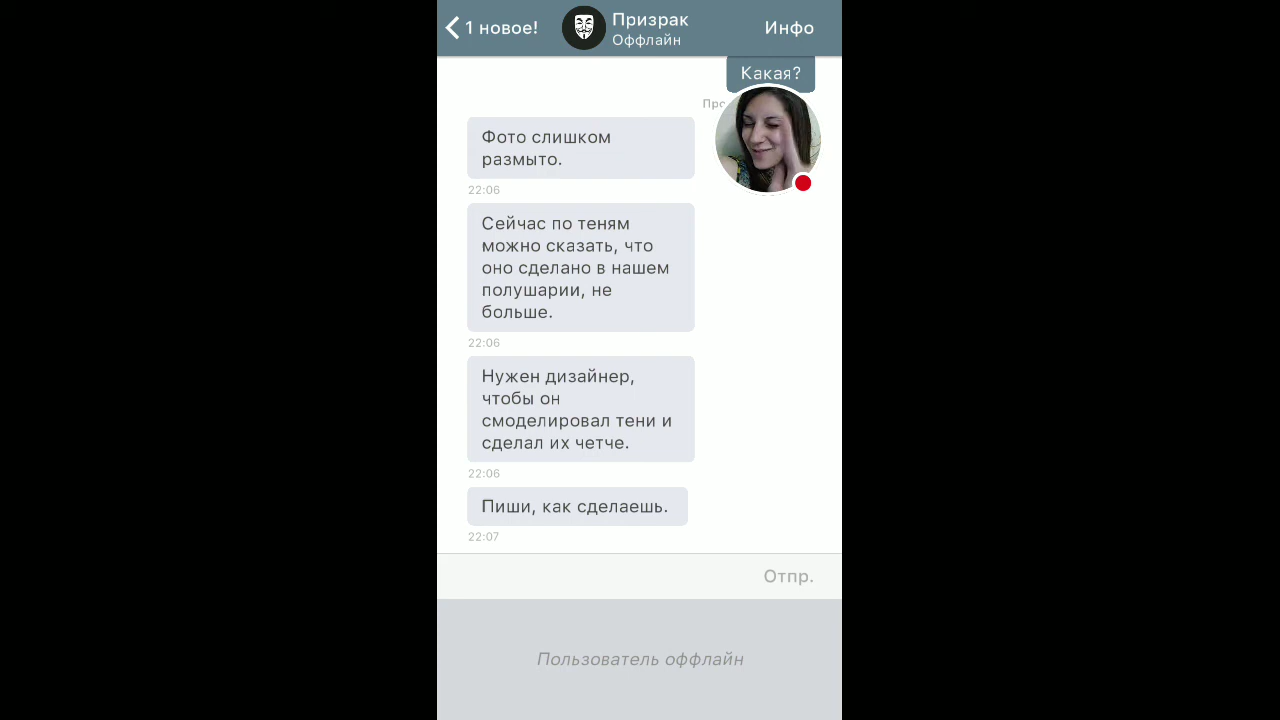 1 новое!
Призрак
Оффлайн
Инфо
Какая?
Фото слишком
размыто.
22:06
Сейчас по теням
можно сказать, что
оно сделано в нашем
полушарии, не
больше.
22:06
Нужен дизайнер,
чтобы он
смоделировал тени и
сделал их четче.
22:06
Пиши, как сделаешь.
22:07
Отпр.
Пользователь оффлайн